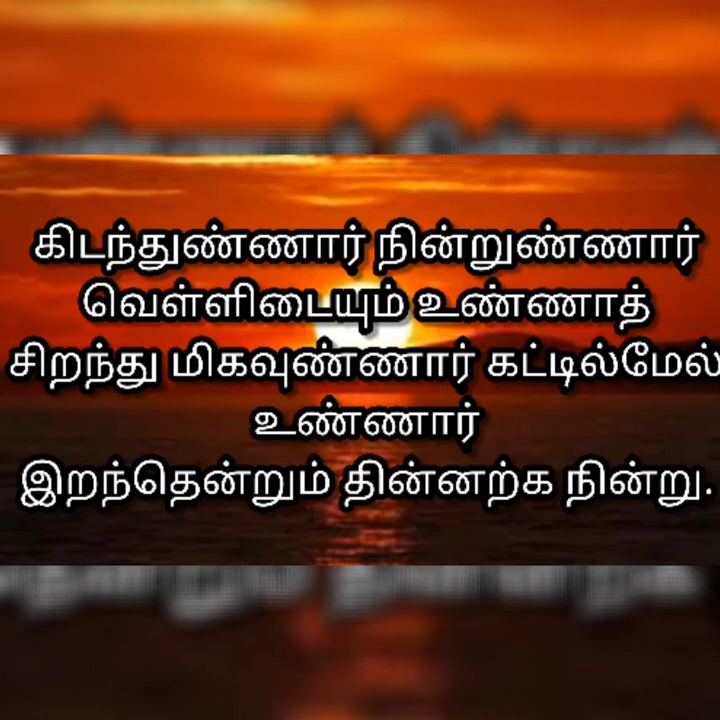 கிடந்துண்ணார் நின்றுண்ணார்
வெள்ளிடையும் உண்ணாத்
சிறந்து மிகவுண்ணார் கட்டில்மேல்
உண்ணார்
இறந்தென்றும் தின்னற்க நின்று.